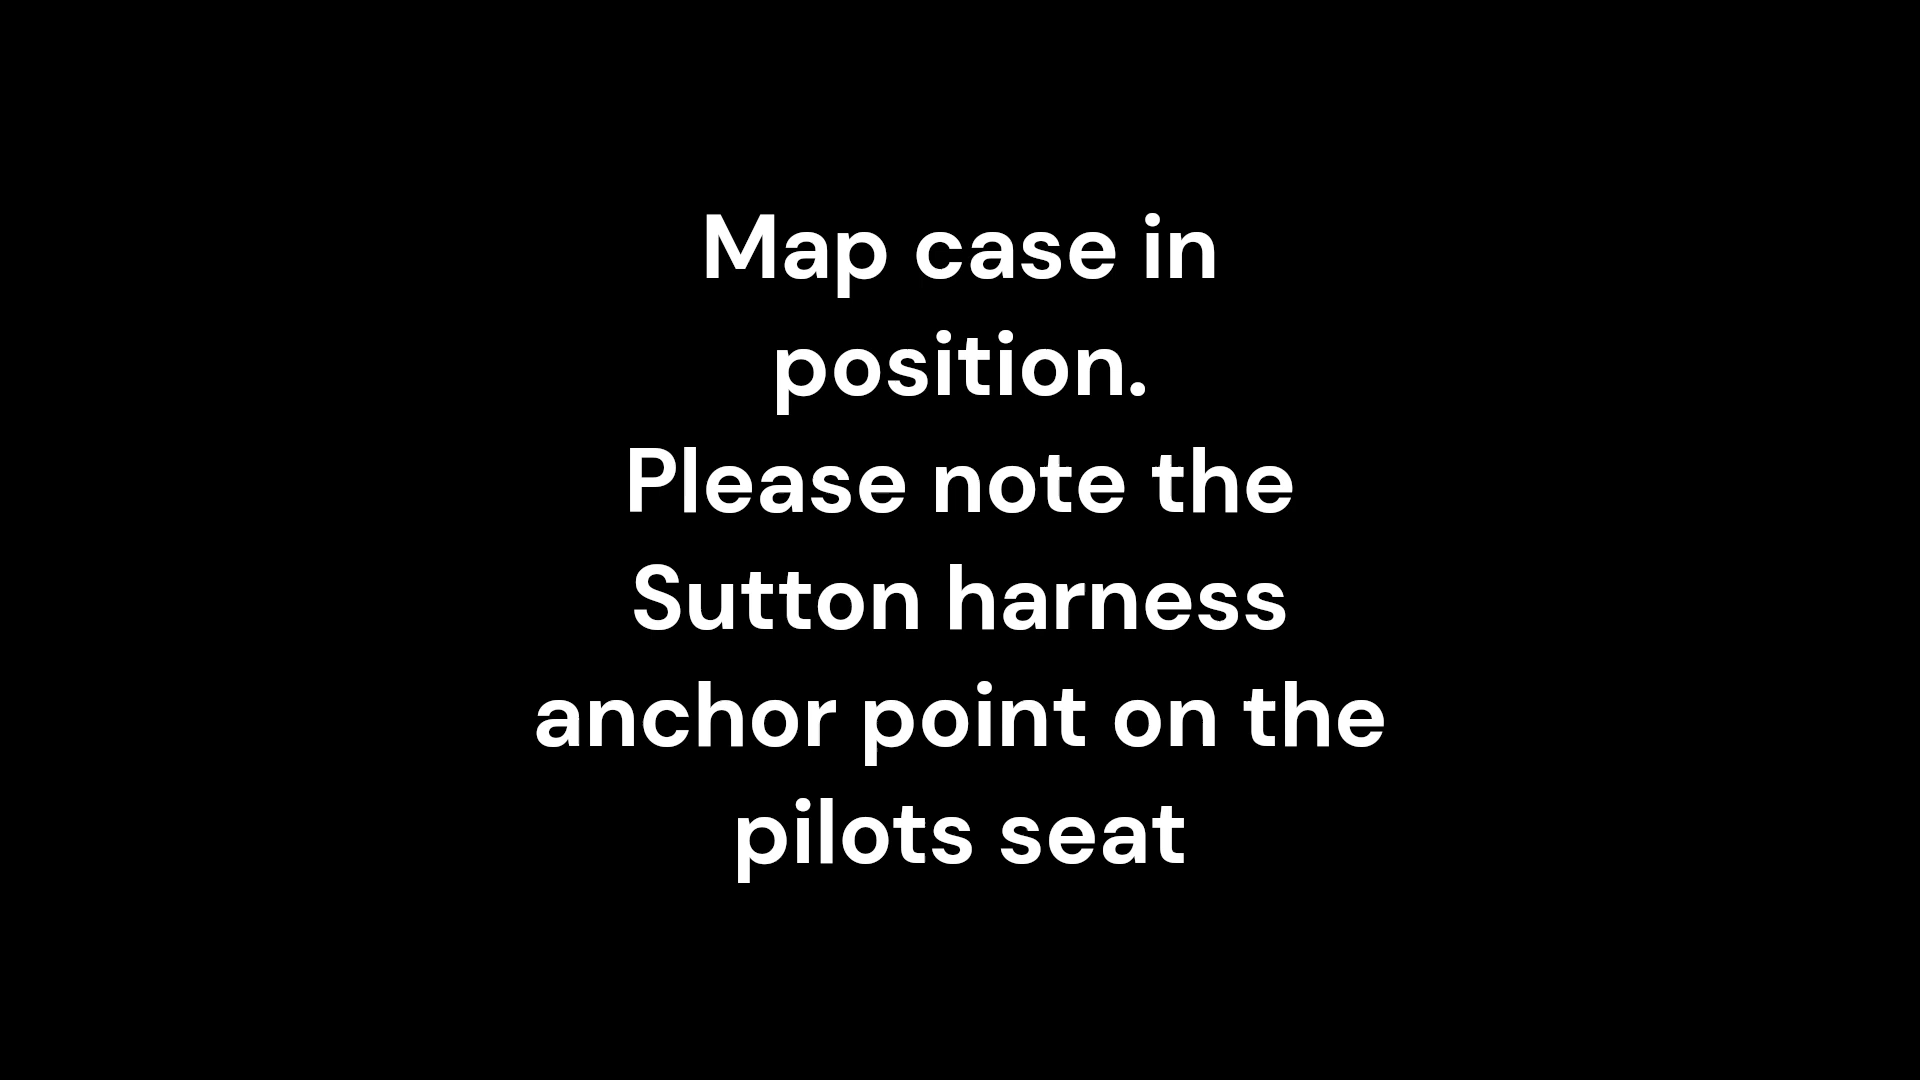 Map case in
position.
Please note the
Sutton harness
anchor point on the
pilots seat